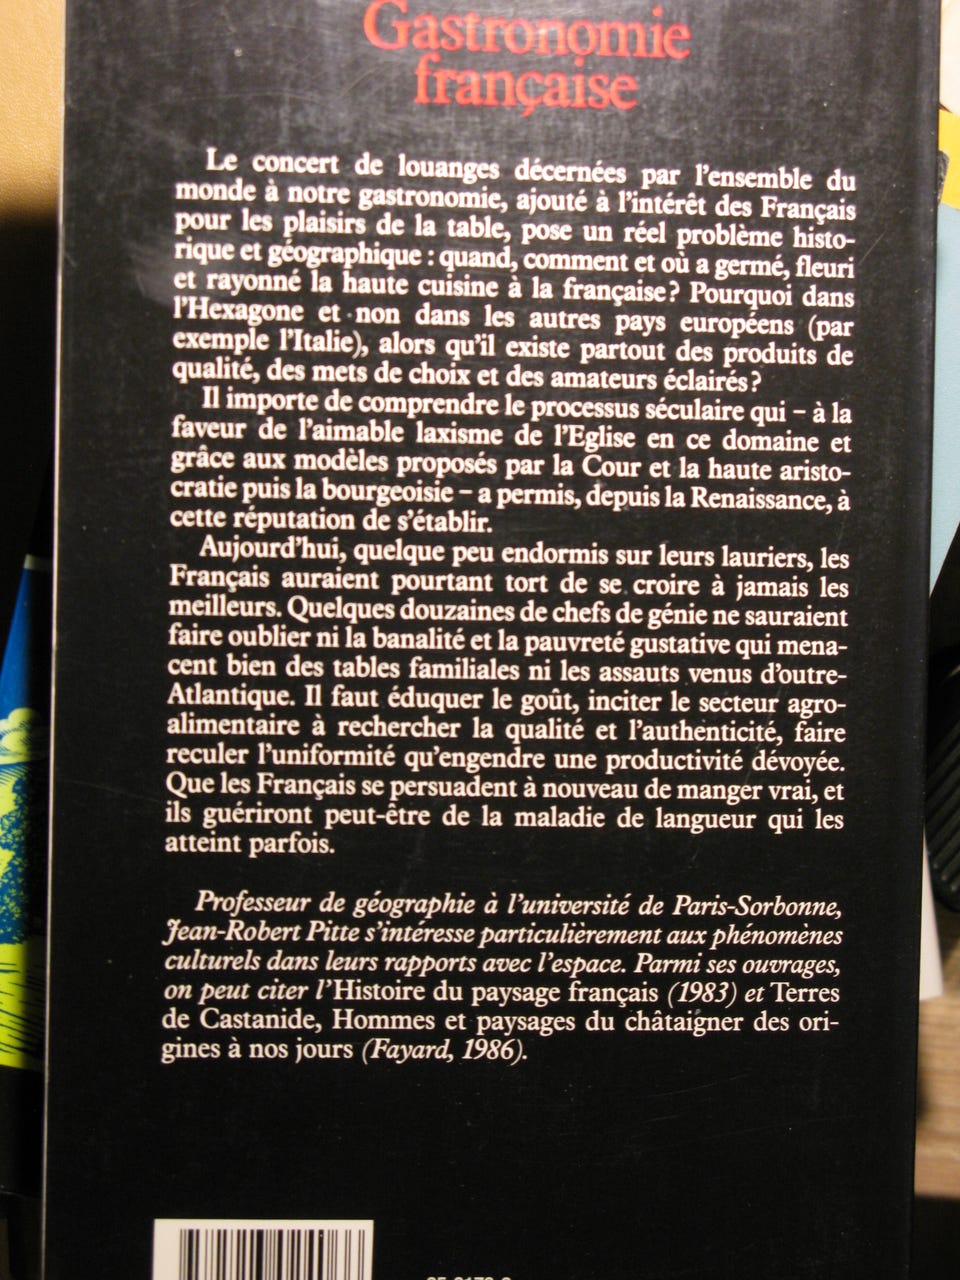 Gastronomie
française
Le concert de louanges décernées par l'ensemble du
monde à notre gastronomie, ajouté à l'intérêt des Français
pour les plaisirs de la table, pose un réel problème histo-
rique et géographique : quand, comment et où a germé, fleuri
et rayonné la haute cuisine à la française ? Pourquoi dans
l'Hexagone et non dans les autres pays européens (par
exemple l'Italie), alors qu'il existe partout des produits de
qualité, des mets de choix et des amateurs éclairés ?
Il importe de comprendre le processus séculaire qui – à la
faveur de l'aimable laxisme de l'Eglise en ce domaine et
grâce aux modèles proposés par la Cour et la haute aristo-
cratie puis la bourgeoisie – a permis, depuis la Renaissance, à
cette réputation de s'établir.
Aujourd'hui, quelque peu endormis sur leurs lauriers, les
Français auraient pourtant tort de se croire à jamais les
meilleurs. Quelques douzaines de chefs de génie ne sauraient
faire oublier ni la banalité et la pauvreté gustative qui mena-
cent bien des tables familiales ni les assauts venus d'outre-
Atlantique. Il faut éduquer le goût, inciter le secteur agro-
alimentaire à rechercher la qualité et l'authenticité, faire
reculer l'uniformité qu'engendre une productivité dévoyée.
Que les Français se persuadent à nouveau de manger vrai, et
ils guériront peut-être de la maladie de langueur qui les
atteint parfois.
Professeur de géographie à l'université de Paris-Sorbonne,
Jean-Robert Pitte s'intéresse particulièrement aux phénomènes
culturels dans leurs rapports avec l'espace. Parmi ses ouvrages,
on peut citer l'Histoire du paysage français (1983) et Terres
de Castanide, Hommes et paysages du châtaigner des ori-
gines à nos jours (Fayard, 1986).